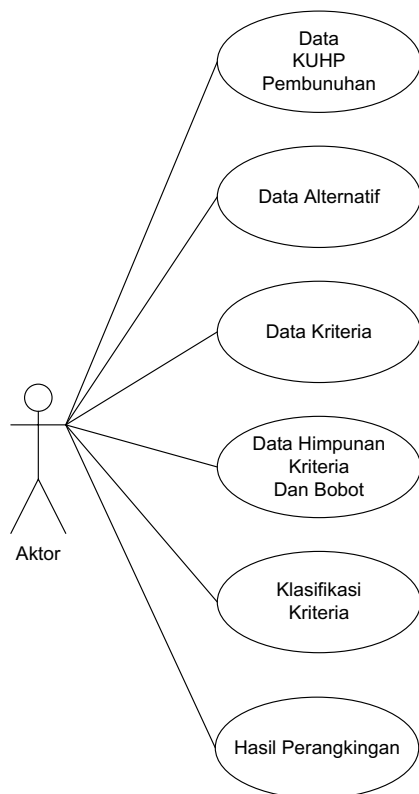 Data
KUHP
Pembunuhan
Data Alternatif
Data Kriteria
Data Himpunan
Kriteria
Dan Bobot
Aktor
Klasifikasi
Kriteria
Hasil Perangkingan